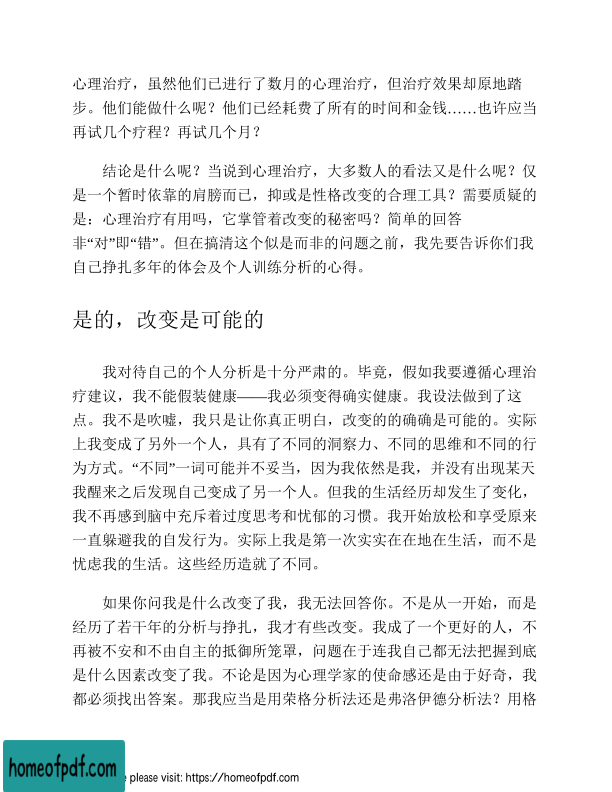 心理治疗，虽然他们已进行了数月的心理治疗，但治疗效果却原地踏
步。他们能做什么呢？他们已经耗费了所有的时间和金钱……也许应当
再试几个疗程？再试几个月？
结论是什么呢？当说到心理治疗，大多数人的看法又是什么呢？仅
是一个暂时依靠的肩膀而已，抑或是性格改变的合理工具？需要质疑的
是：心理治疗有用吗，它掌管着改变的秘密吗？简单的回答
非“对”即“错”。但在搞清这个似是而非的问题之前，我先要告诉你们我
自己挣扎多年的体会及个人训练分析的心得。
是的，改变是可能的
我对待自己的个人分析是十分严肃的。毕竟，假如我要遵循心理治
疗建议，我不能假装健康——我必须变得确实健康。我设法做到了这
点。我不是吹嘘，我只是让你真正明白，改变的的确确是可能的。实际
上我变成了另外一个人，具有了不同的洞察力、不同的思维和不同的行
为方式。“不同”一词可能并不妥当，因为我依然是我，并没有出现某天
我醒来之后发现自己变成了另一个人。但我的生活经历却发生了变化，
我不再感到脑中充斥着过度思考和忧郁的习惯。我开始放松和享受原来
一直躲避我的自发行为。实际上我是第一次实实在在地在生活，而不是
忧虑我的生活。这些经历造就了不同。
如果你问我是什么改变了我，我无法回答你。不是从一开始，而是
经历了若干年的分析与挣扎，我才有些改变。我成了一个更好的人，不
再被不安和不由自主的抵御所笼罩，问题在于连我自己都无法把握到底
是什么因素改变了我。不论是因为心理学家的使命感还是由于好奇，我
都必须找出答案。那我应当是用荣格分析法还是弗洛伊德分析法？用格
homeofpdf.com
e please visit: https://homeofpdf.com